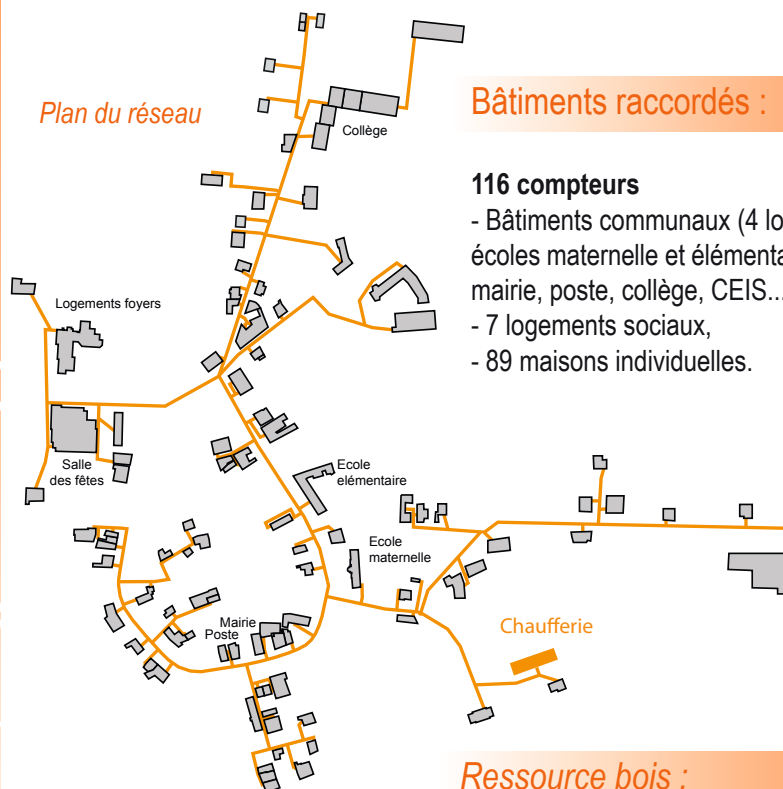 Plan du réseau
Collège
Bâtiments raccordés :
116 compteurs
- Bâtiments communaux (4 lo
écoles maternelle et élémenta
mairie, poste, collège, CEIS...
- 7 logements sociaux,
- 89 maisons individuelles.
Logements foyers
Salle
des fêtes
Ecole
elémentaire
Ecole
maternelle
Mairie
Poste
Chaufferie
Ressource bois :